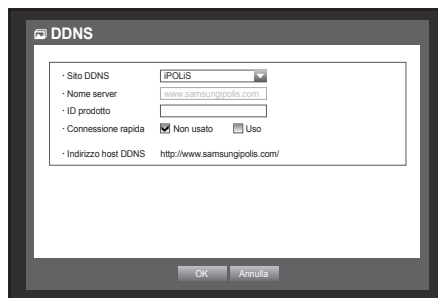 DDNS
· Sito DDNS iPOLiS
· Nome server www.samsungipolis.com
· ID prodotto
· Connessione rapida Non usato Uso
· Indirizzo host DDNS http://www.samsungipolis.com/
OK Annulla